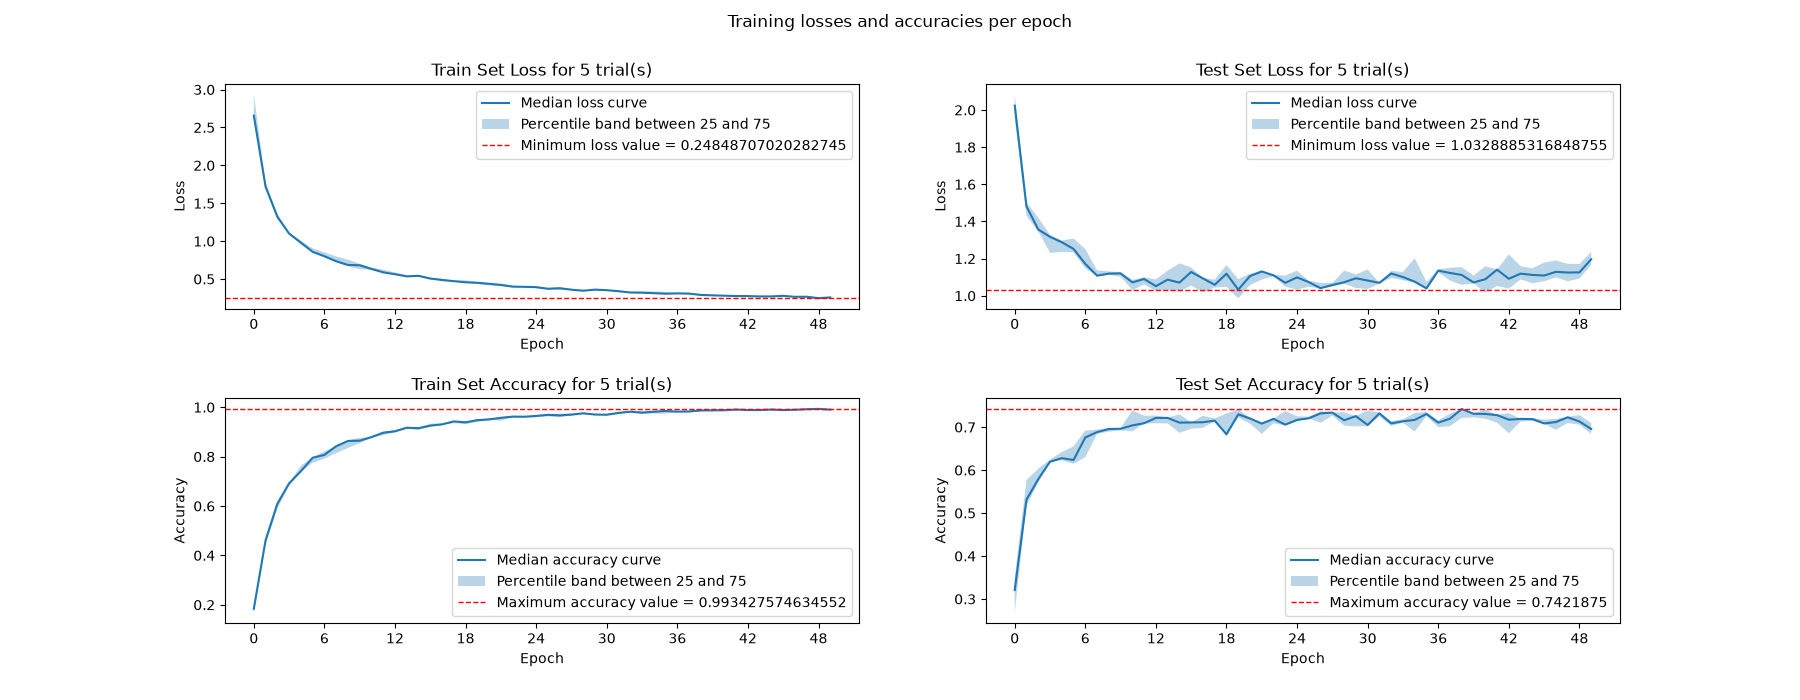 Training losses and accuracies per epoch
Train Set Loss for 5 trial(s)
3.0
2.5
2.0
1.5
1.0
0.5
Loss
Median loss curve
Percentile band between 25 and 75
Minimum loss value = 0.24848707020282745
0 6 12 18 24 30 36 42 48
Epoch
Test Set Loss for 5 trial(s)
2.0
1.8
1.6
1.4
1.2
1.0
Loss
Median loss curve
Percentile band between 25 and 75
Minimum loss value = 1.0328885316848755
0 6 12 18 24 30 36 42 48
Epoch
Train Set Accuracy for 5 trial(s)
1.0
0.8
0.6
0.4
0.2
Accuracy
Median accuracy curve
Percentile band between 25 and 75
Maximum accuracy value = 0.993427574634552
0 6 12 18 24 30 36 42 48
Epoch
Test Set Accuracy for 5 trial(s)
0.7
0.6
0.5
0.4
0.3
Accuracy
Median accuracy curve
Percentile band between 25 and 75
Maximum accuracy value = 0.7421875
0 6 12 18 24 30 36 42 48
Epoch